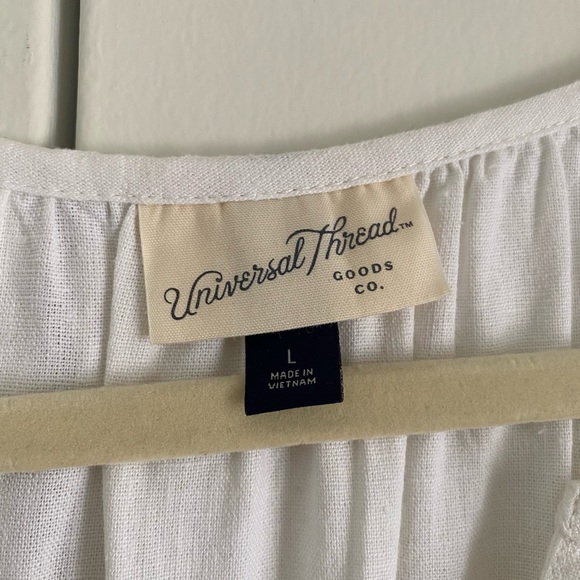 Universal Thread™
GOODS
CO.
L
MADE IN
VIETNAM